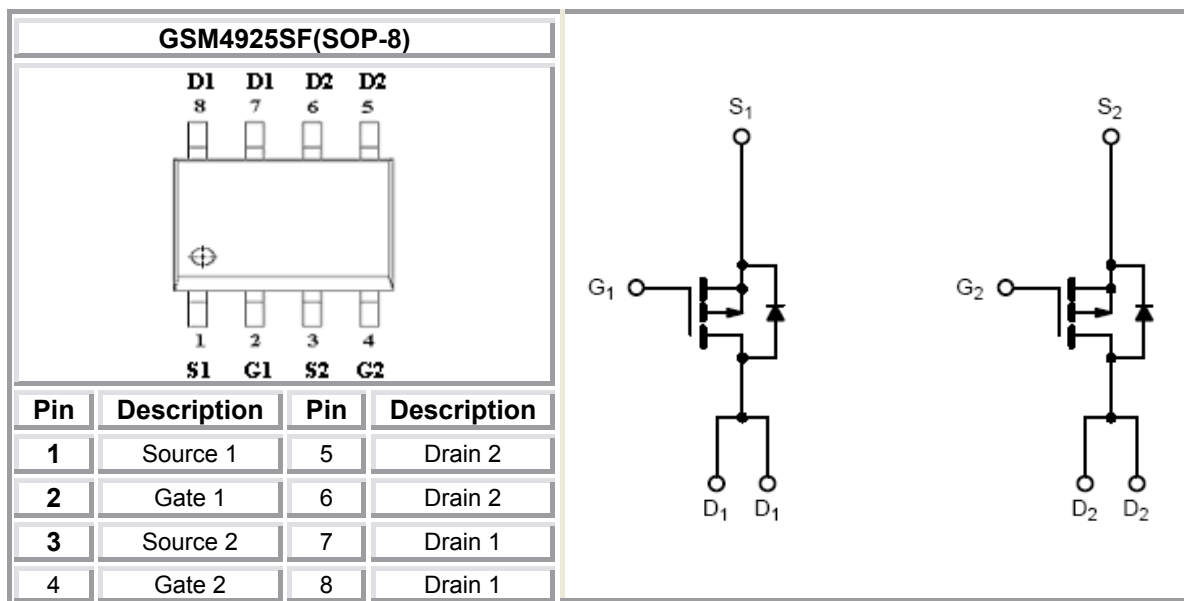 GSM4925SF(SOP-8)
D1 D1 D2 D2
8 7 6 5
1 2 3 4
S1 G1 S2 G2
Pin Description Pin Description
1 Source 1 5 Drain 2
2 Gate 1 6 Drain 2
3 Source 2 7 Drain 1
4 Gate 2 8 Drain 1
S1 S2
G1 G2
D1 D1 D2 D2